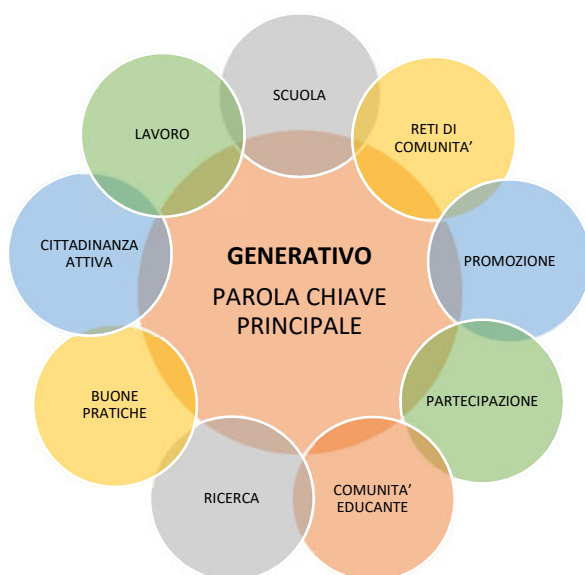 SCUOLA
RETI DI
COMUNITA’
PROMOZIONE
PARTECIPAZIONE
COMUNITA’
EDUCANTE
RICERCA
BUONE
PRATICHE
CITTADINANZA
ATTIVA
LAVORO
GENERATIVO
PAROLA CHIAVE
PRINCIPALE